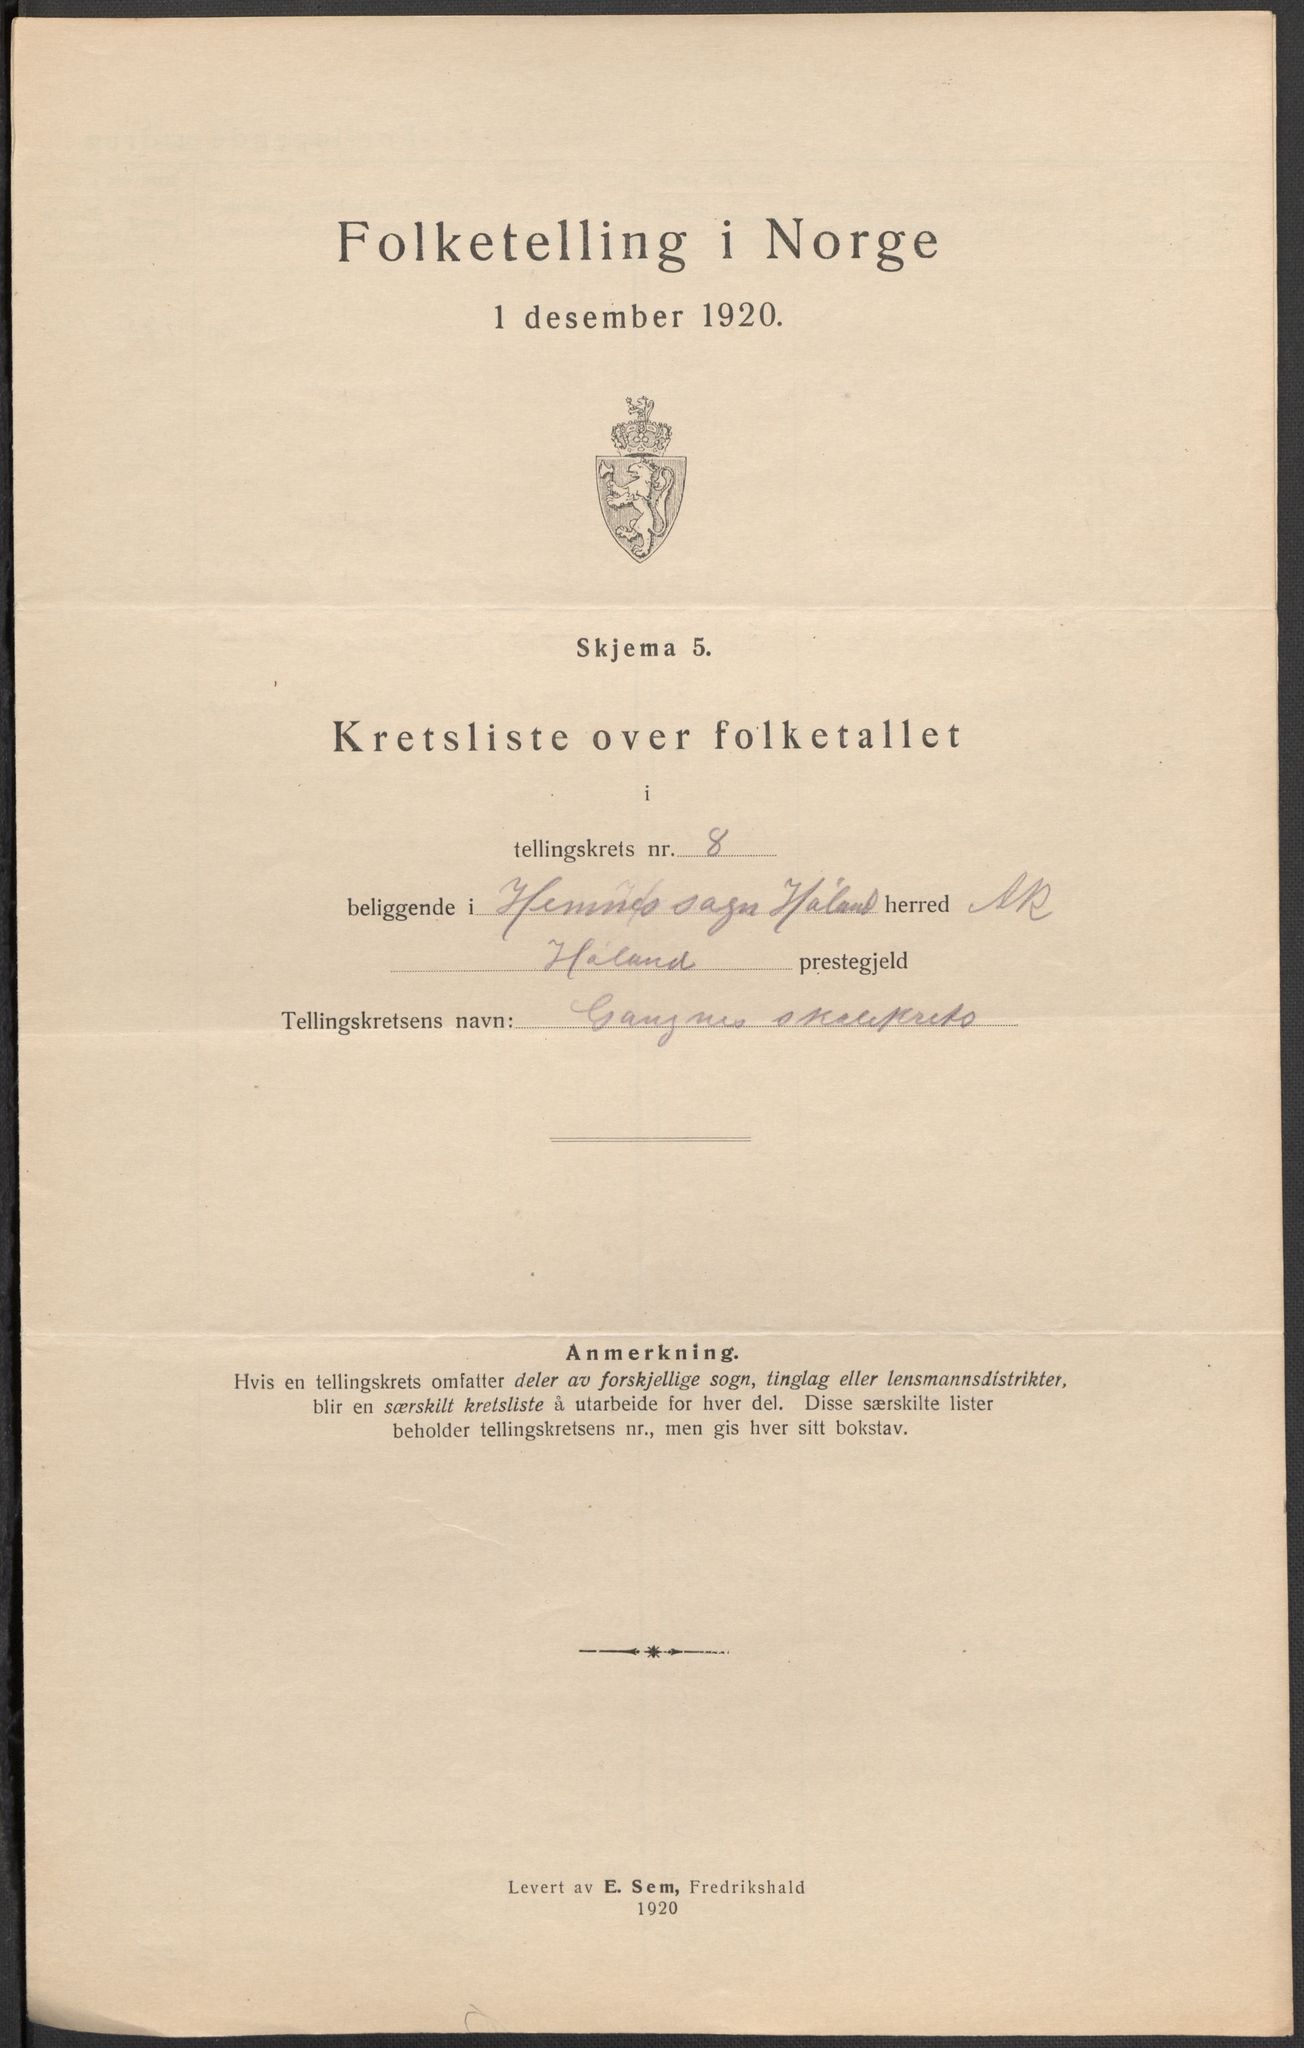 Folketelling i Norge
1 desember 1920.
Skjema 5.
Kretsliste over folketallet
i
tellingskrets nr. 8
beliggende i Hemnes sogn Høland herred AK
Høland prestegjeld
Tellingskretsens navn: Gangnes skolekrets
Anmerkning.
Hvis en tellingskrets omfatter deler av forskjellige sogn, tinglag eller lensmannsdistrikter,
blir en særskilt kretsliste å utarbeide for hver del. Disse særskilte lister
beholder tellingskretsens nr., men gis hver sitt bokstav.
Levert av E. Sem, Fredrikshald
1920